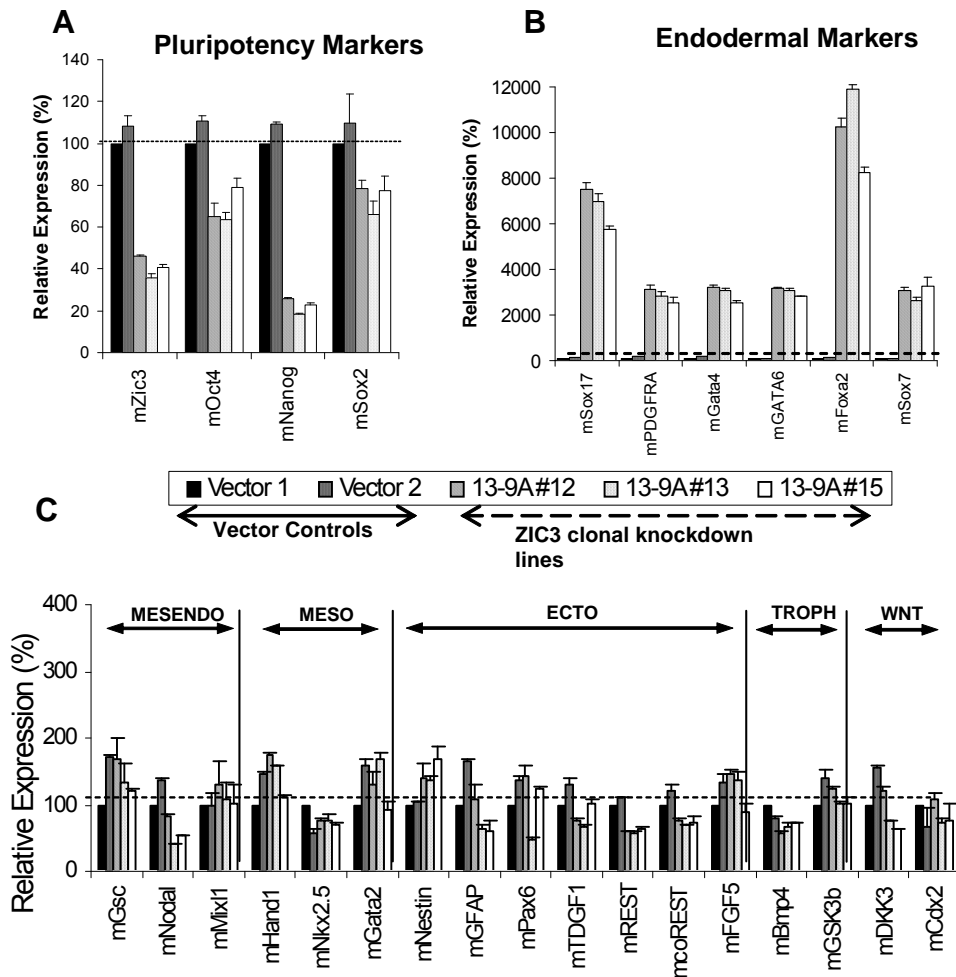 A
Pluripotency Markers
Relative Expression (%)
140
120
100
80
60
40
20
0
mZic3
mOct4
mNanog
mSox2
B
Endodermal Markers
Relative Expression (%)
12000
10000
8000
6000
4000
2000
0
mSox17
mPDGFRA
mGata4
mGATA6
mFoxa2
mSox7
Vector 1 Vector 2 13-9A#12 13-9A#13 13-9A#15
Vector Controls
ZIC3 clonal knockdown
lines
C
Relative Expression (%)
400
300
200
100
0
MESENDO MESO ECTO TROPH WNT
mGsc
mNodal
mMixl1
mHand1
mNkx2.5
mGata2
mNestin
mGFAP
mPax6
mTDGF1
mREST
mcoREST
mFGF5
mBmp4
mGSK3b
mDKK3
mCdx2